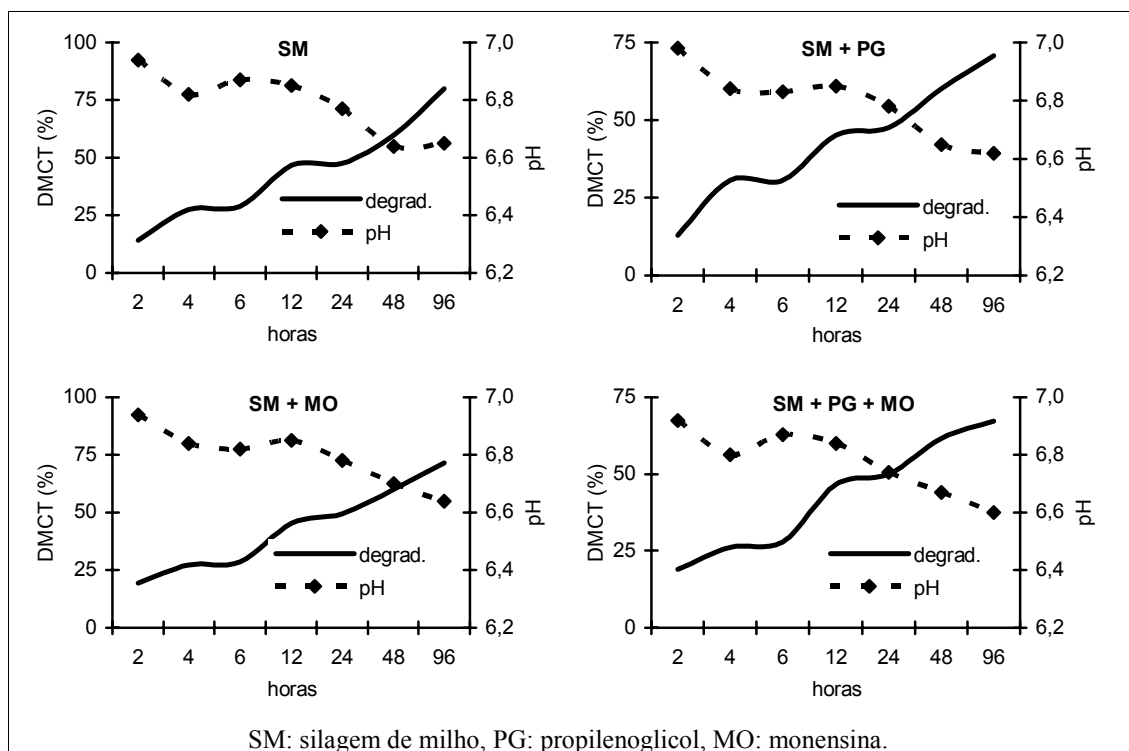 SM
100
75
50
25
0
DMCT (%)
7,0
6,8
6,6
6,4
6,2
pH
degrad.
pH
2 4 6 12 24 48 96
horas
SM + PG
75
50
25
0
DMCT (%)
7,0
6,8
6,6
6,4
6,2
pH
degrad.
pH
2 4 6 12 24 48 96
horas
SM + MO
100
75
50
25
0
DMCT (%)
7,0
6,8
6,6
6,4
6,2
pH
degrad.
pH
2 4 6 12 24 48 96
horas
SM + PG + MO
75
50
25
0
DMCT (%)
7,0
6,8
6,6
6,4
6,2
pH
degrad.
pH
2 4 6 12 24 48 96
horas
SM: silagem de milho, PG: propilenoglicol, MO: monensina.